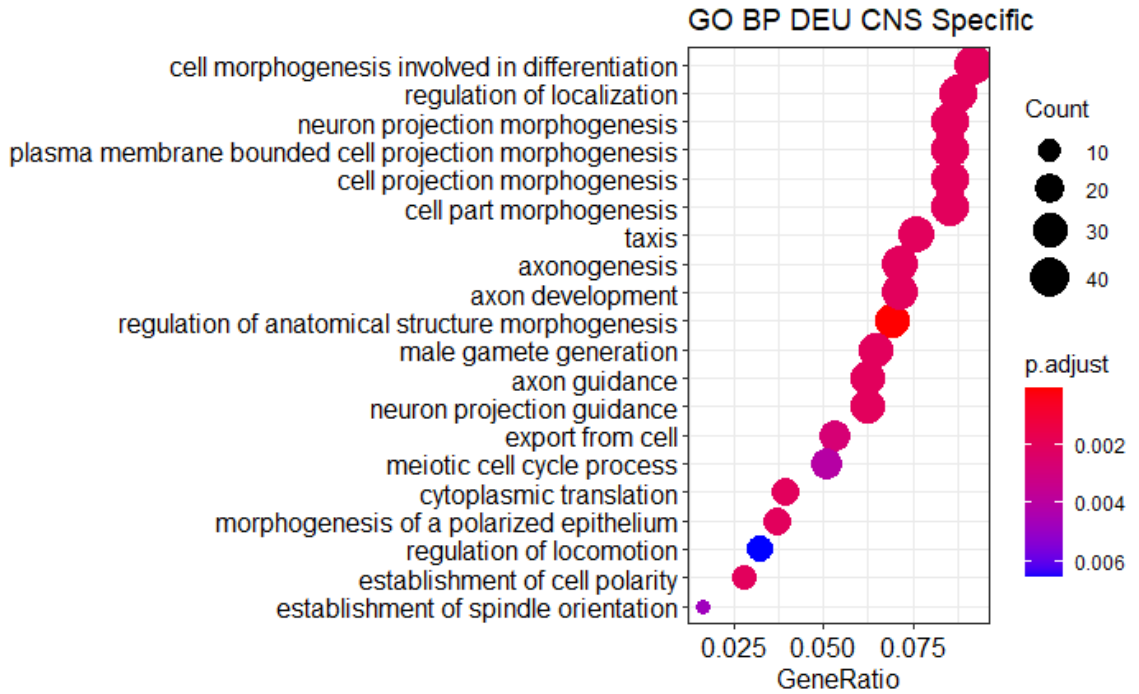 GO BP DEU CNS Specific
cell morphogenesis involved in differentiation
regulation of localization
neuron projection morphogenesis
plasma membrane bounded cell projection morphogenesis
cell projection morphogenesis
cell part morphogenesis
taxis
axonogenesis
axon development
regulation of anatomical structure morphogenesis
male gamete generation
axon guidance
neuron projection guidance
export from cell
meiotic cell cycle process
cytoplasmic translation
morphogenesis of a polarized epithelium
regulation of locomotion
establishment of cell polarity
establishment of spindle orientation
0.025 0.050 0.075
GeneRatio
Count
10
20
30
40
p.adjust
0.002
0.004
0.006